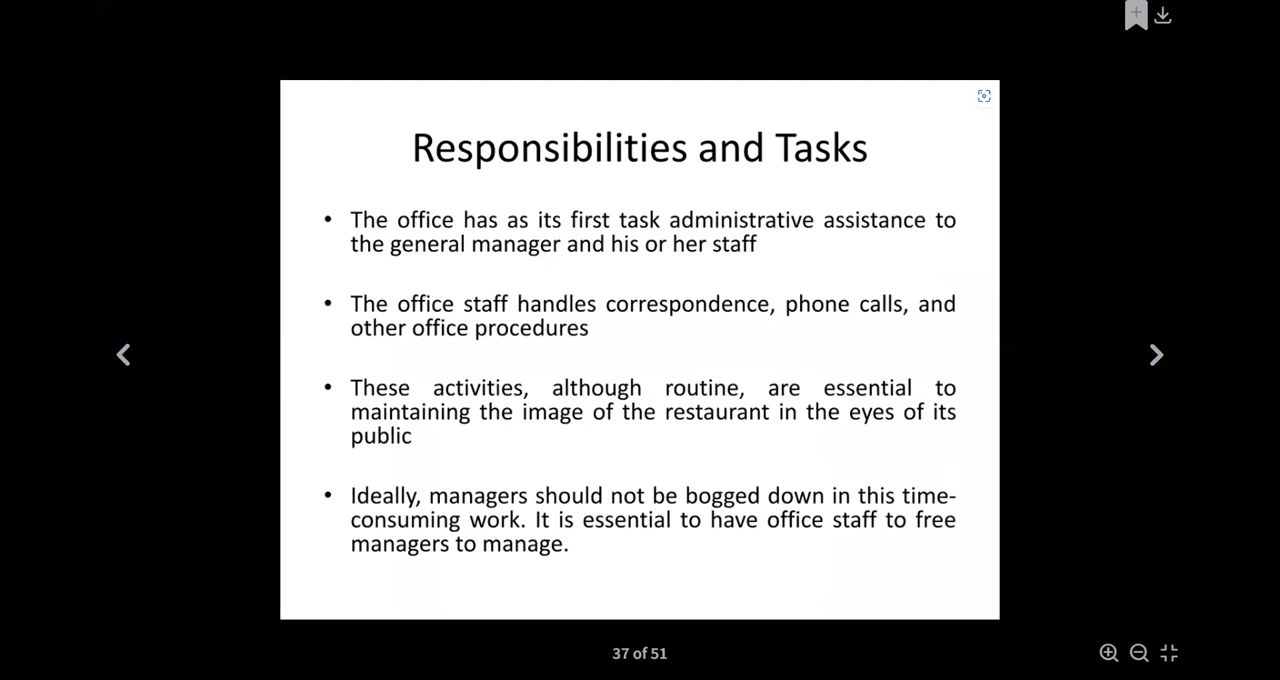 Responsibilities and Tasks
• The office has as its first task administrative assistance to
the general manager and his or her staff
• The office staff handles correspondence, phone calls, and
other office procedures
• These activities, although routine, are essential to
maintaining the image of the restaurant in the eyes of its
public
• Ideally, managers should not be bogged down in this time-
consuming work. It is essential to have office staff to free
managers to manage.
37 of 51